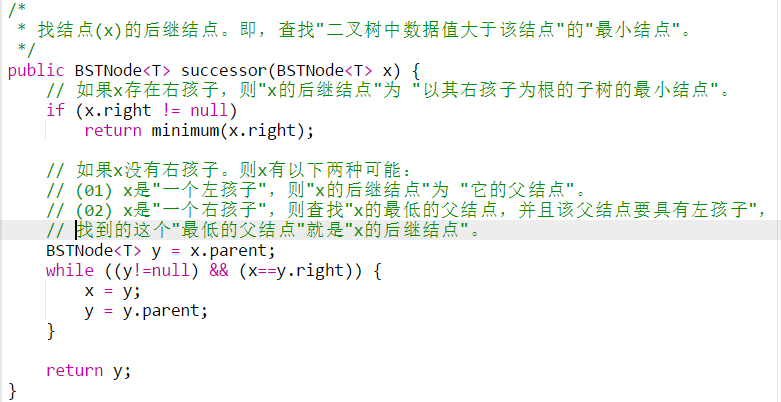 /*
 * 找结点(x)的后继结点。即，查找"二叉树中数据值大于该结点"的"最小结点"。
 */
public BSTNode<T> successor(BSTNode<T> x) {
    // 如果x存在右孩子，则"x的后继结点"为 "以其右孩子为根的子树的最小结点"。
    if (x.right != null)
        return minimum(x.right);

    // 如果x没有右孩子。则x有以下两种可能：
    // (01) x是"一个左孩子"，则"x的后继结点"为 "它的父结点"。
    // (02) x是"一个右孩子"，则查找"x的最低的父结点，并且该父结点要具有左孩子"，
    // 找到的这个"最低的父结点"就是"x的后继结点"。
    BSTNode<T> y = x.parent;
    while ((y!=null) && (x==y.right)) {
        x = y;
        y = y.parent;
    }

    return y;
}